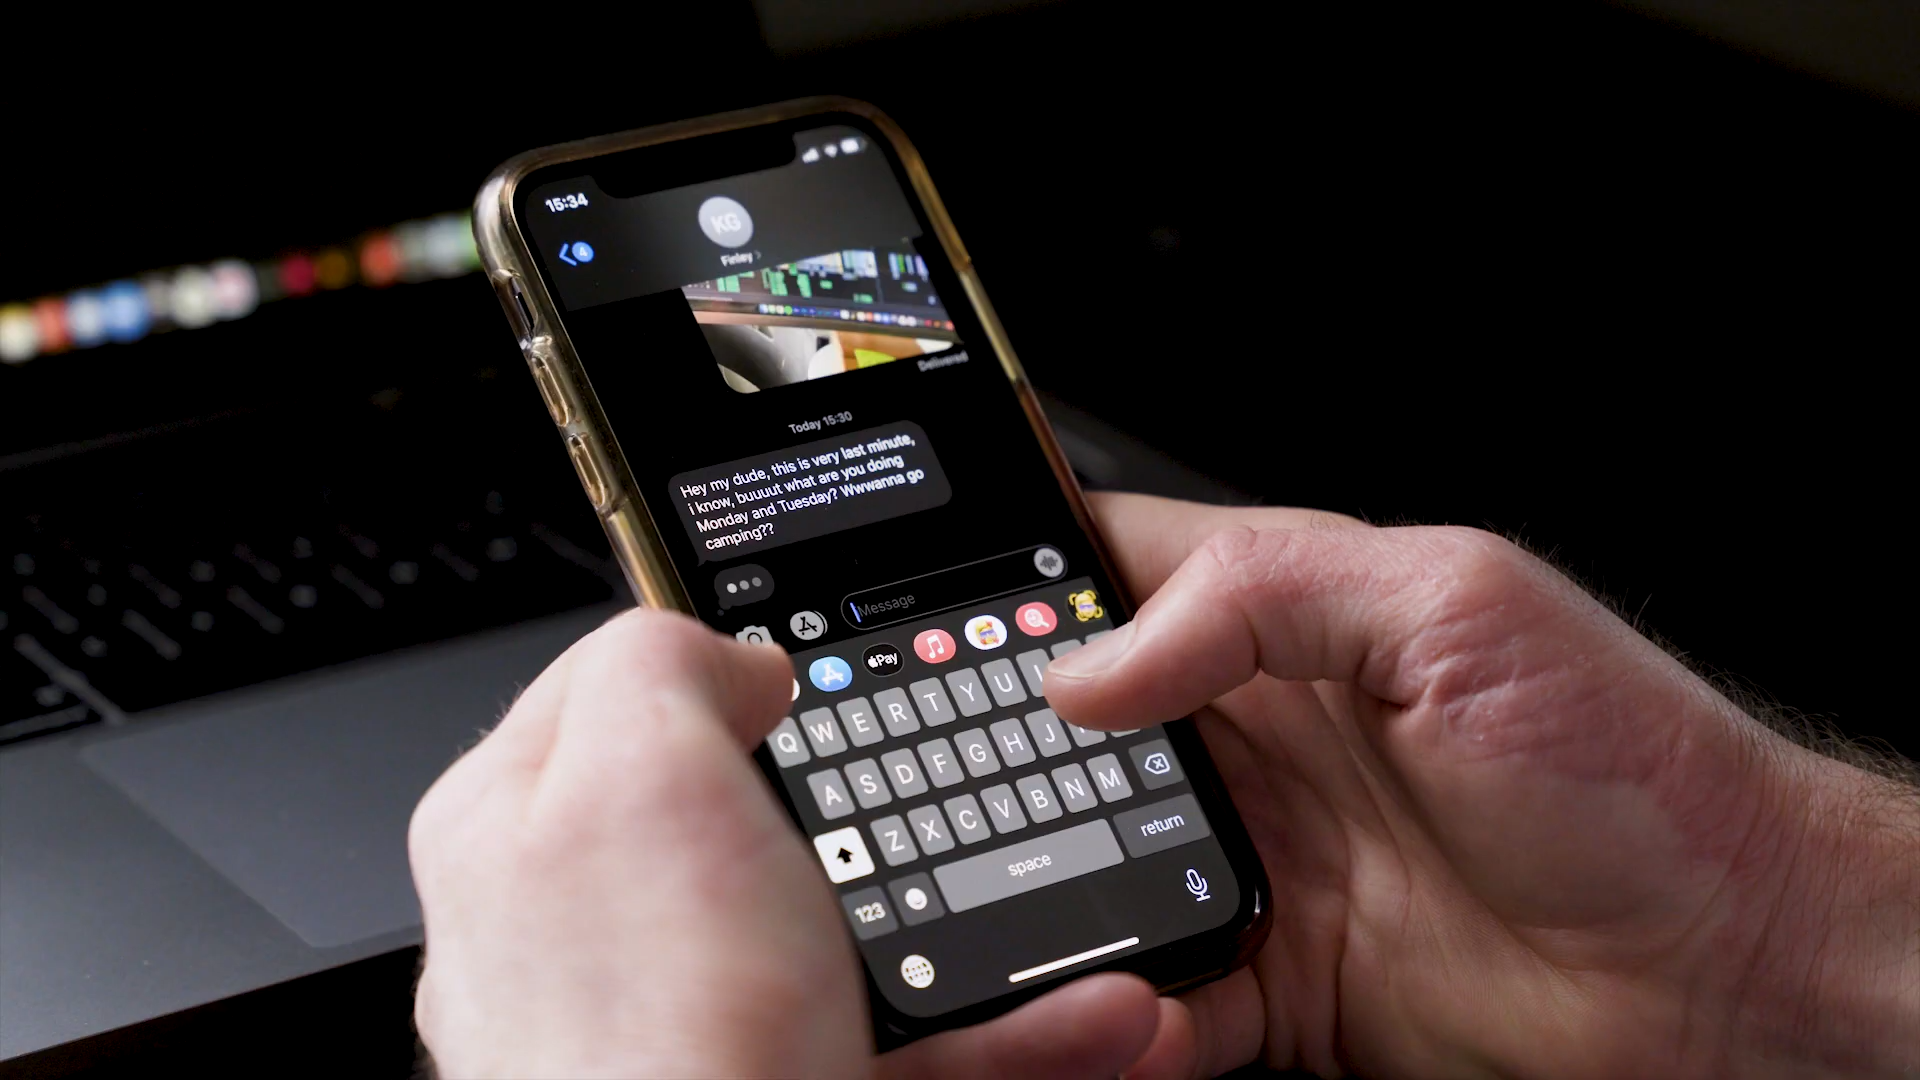 15:34
4
KG
Finley
Delivered
Today 15:30
Hey my dude, this is very last minute,
i know, buuuut what are you doing
Monday and Tuesday? Wwwanna go
camping??
Message
Pay
Q W E R T Y U I
A S D F G H J
Z X C V B N M
123
space
return